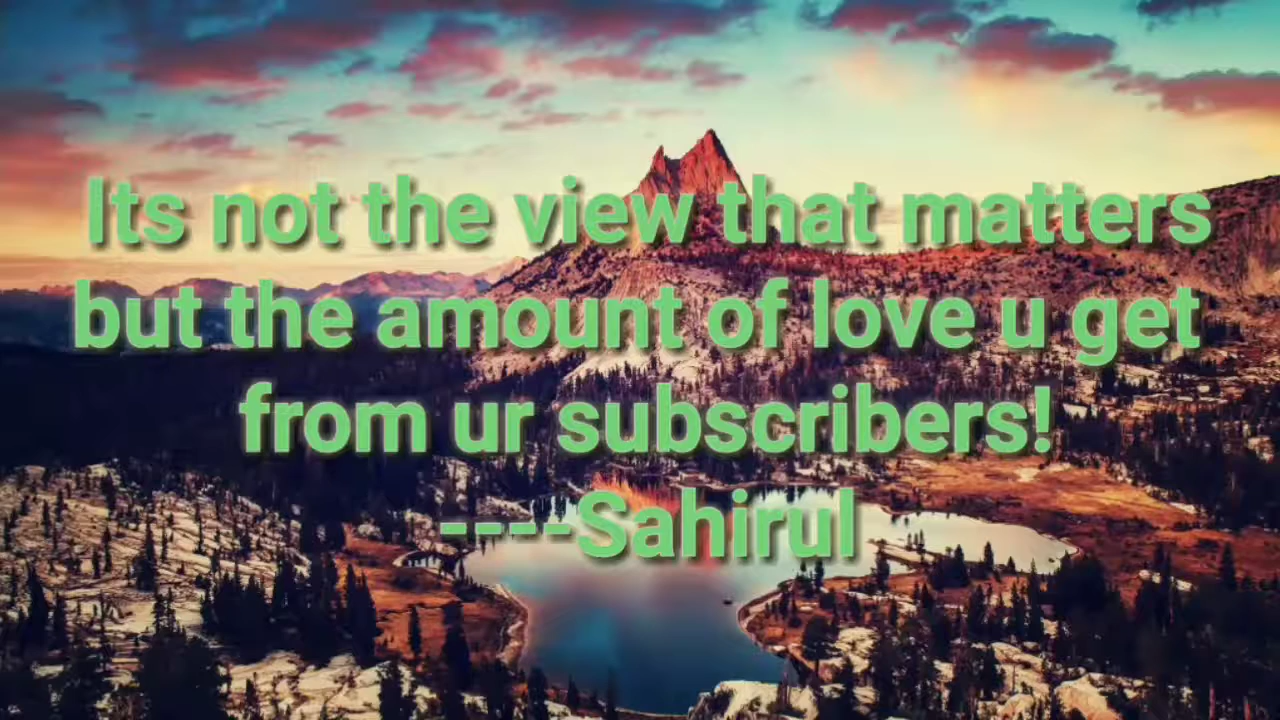 Its not the view that matters
but the amount of love u get
from ur subscribers!
----Sahirul